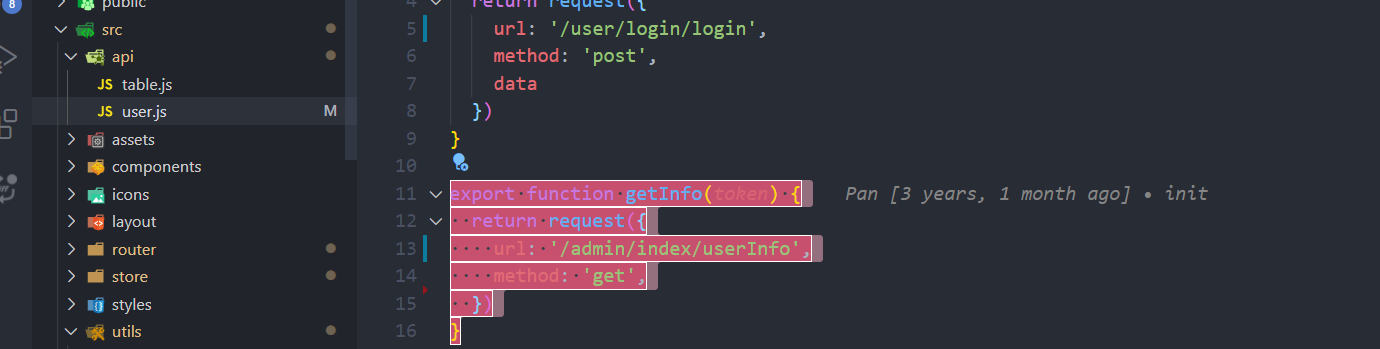 8
public
src
api
JS table.js
JS user.js M
assets
components
icons
layout
router
store
styles
utils
4 return request({
5 url: '/user/login/login',
6 method: 'post',
7 data
8 })
9 }
10
11 export function getInfo(token) { Pan [3 years, 1 month ago] • init
12 return request({
13 url: '/admin/index/userInfo',
14 method: 'get',
15 })
16 }